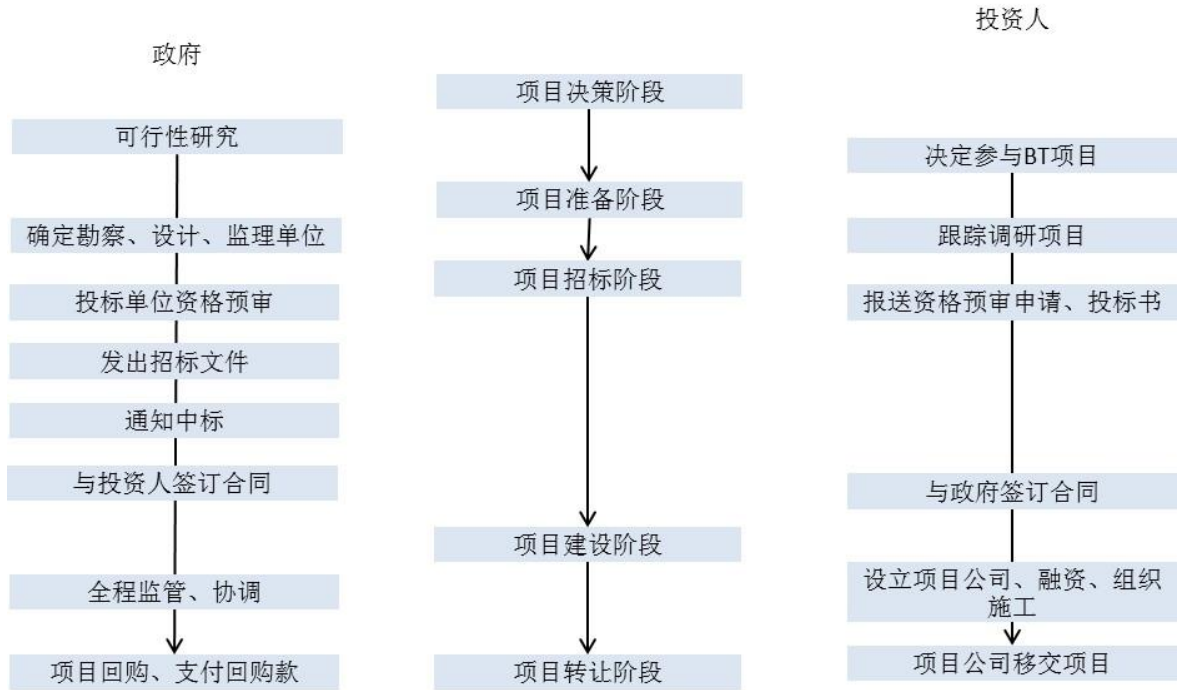 政府
可行性研究
确定勘察、设计、监理单位
投标单位资格预审
发出招标文件
通知中标
与投资人签订合同
全程监管、协调
项目回购、支付回购款
项目决策阶段
项目准备阶段
项目招标阶段
项目建设阶段
项目转让阶段
投资人
决定参与BT项目
跟踪调研项目
报送资格预审申请、投标书
与政府签订合同
设立项目公司、融资、组织
施工
项目公司移交项目